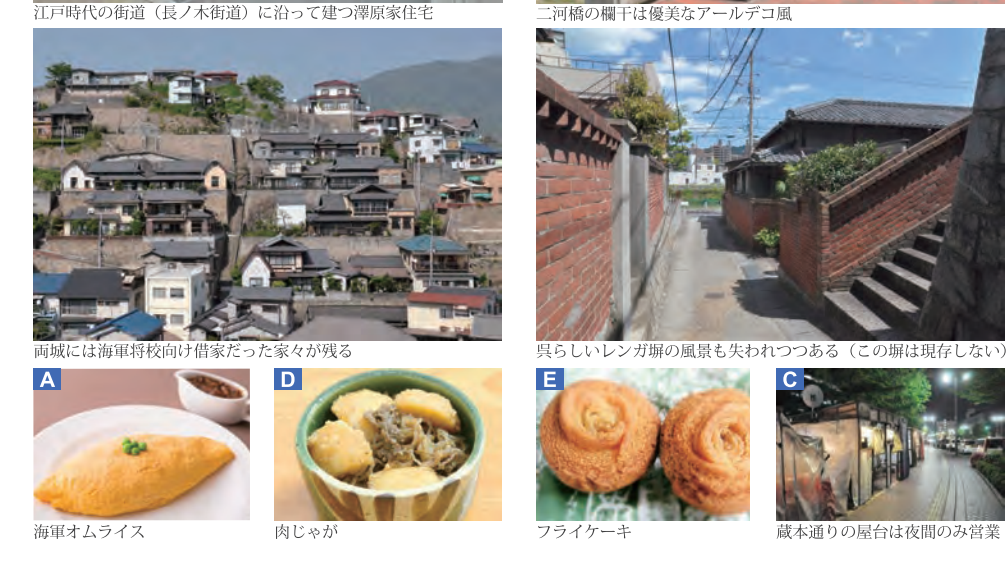 江戸時代の街道（長ノ木街道）に沿って建つ澤原家住宅
二河橋の欄干は優美なアールデコ風
両城には海軍将校向け借家だった家々が残る
呉らしいレンガ塀の風景も失われつつある（この塀は現存しない）
A
D
E
C
海軍オムライス
肉じゃが
フライケーキ
蔵本通りの屋台は夜間のみ営業